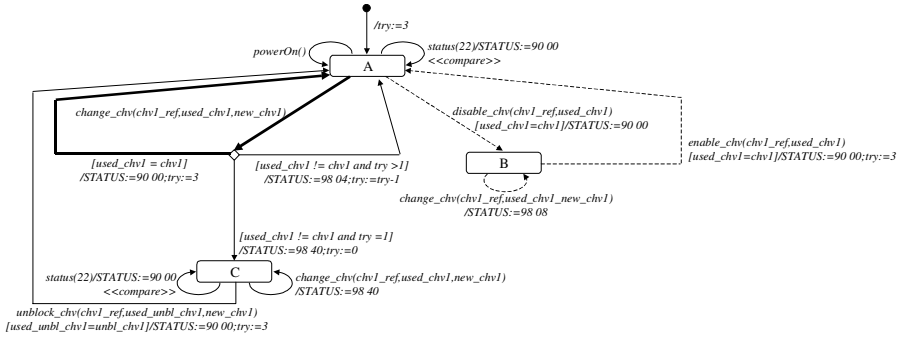 /try:=3
powerOn()
status(22)/STATUS:=90 00
<<compare>>
A
change_chv(chv1_ref,used_chv1,new_chv1)
disable_chv(chv1_ref,used_chv1)
[used_chv1=chv1]/STATUS:=90 00
enable_chv(chv1_ref,used_chv1)
[used_chv1=chv1]/STATUS:=90 00;try:=3
[used_chv1 = chv1]
/STATUS:=90 00;try:=3
[used_chv1 != chv1 and try >1]
/STATUS:=98 04;try:=try-1
B
change_chv(chv1_ref,used_chv1_new_chv1)
/STATUS:=98 08
[used_chv1 != chv1 and try =1]
/STATUS:=98 40;try:=0
C
status(22)/STATUS:=90 00
<<compare>>
change_chv(chv1_ref,used_chv1,new_chv1)
/STATUS:=98 40
unblock_chv(chv1_ref,used_unbl_chv1,new_chv1)
[used_unbl_chv1=unbl_chv1]/STATUS:=90 00;try:=3